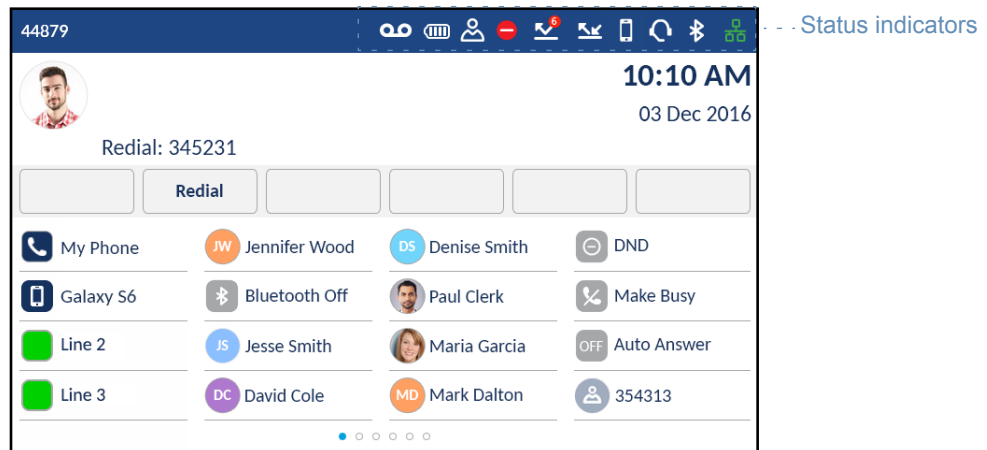 44879
6
Status indicators
10:10 AM
03 Dec 2016
Redial: 345231
Redial
My Phone
JW Jennifer Wood
DS Denise Smith
DND
Galaxy S6
Bluetooth Off
Paul Clerk
Make Busy
Line 2
JS Jesse Smith
Maria Garcia
OFF Auto Answer
Line 3
DC David Cole
MD Mark Dalton
354313